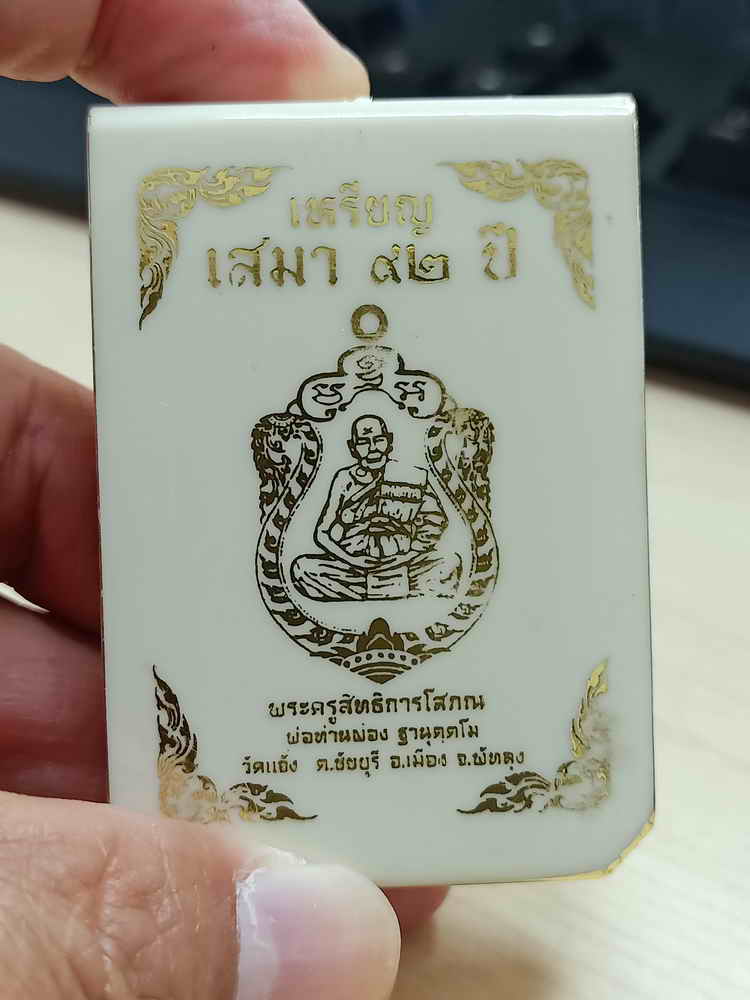 เหรียญ
เสมา ๙๒ ปี
พระครูสิทธิการโสภณ
พ่อท่านผ่อง ฐานุตฺตโม
วัดแจ้ง ต.ชัยบุรี อ.เมือง จ.พัทลุง